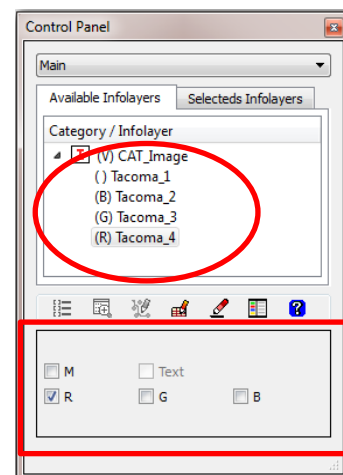 Control Panel
Main
Available Infolayers Selecteds Infolayers
Category / Infolayer
I (V) CAT_Image
( ) Tacoma_1
(B) Tacoma_2
(G) Tacoma_3
(R) Tacoma_4
?
M Text
R G B